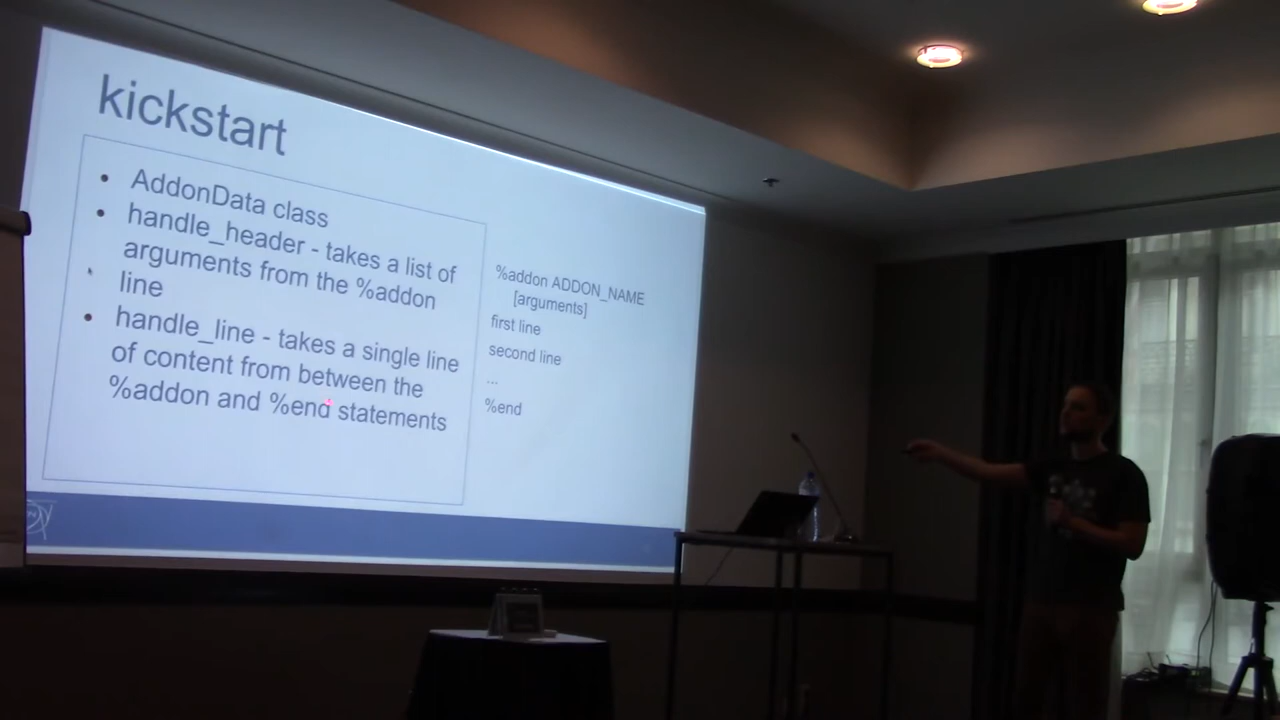 kickstart
AddonData class
handle_header - takes a list of
arguments from the %addon
line
handle_line - takes a single line
of content from between the
%addon and %end statements
%addon ADDON_NAME
[arguments]
first line
second line
...
%end